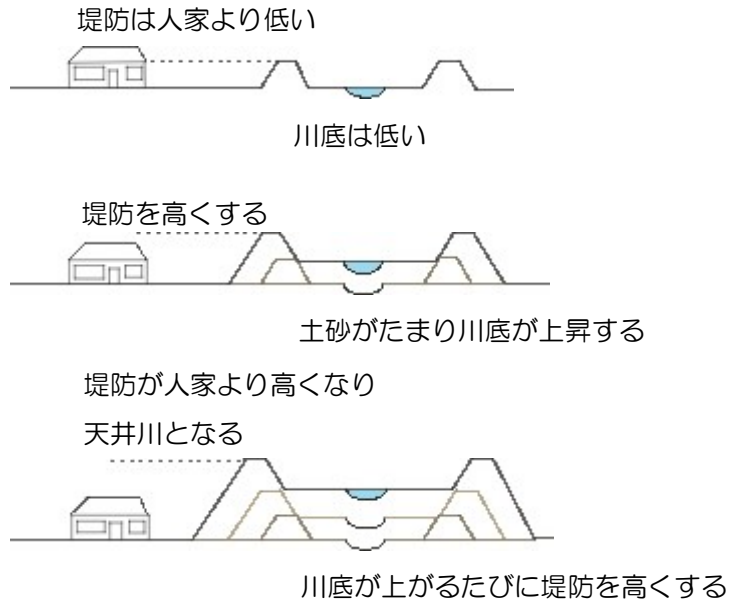 堤防は人家より低い
川底は低い
堤防を高くする
土砂がたまり川底が上昇する
堤防が人家より高くなり
天井川となる
川底が上がるたびに堤防を高くする